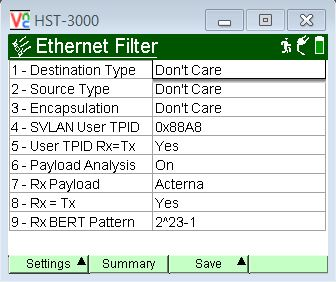 V2 HST-3000
Ethernet Filter
1 - Destination Type Don't Care
2 - Source Type Don't Care
3 - Encapsulation Don't Care
4 - SVLAN User TPID 0x88A8
5 - User TPID Rx=Tx Yes
6 - Payload Analysis On
7 - Rx Payload Acterna
8 - Rx = Tx Yes
9 - Rx BERT Pattern 2^23-1
Settings Summary Save